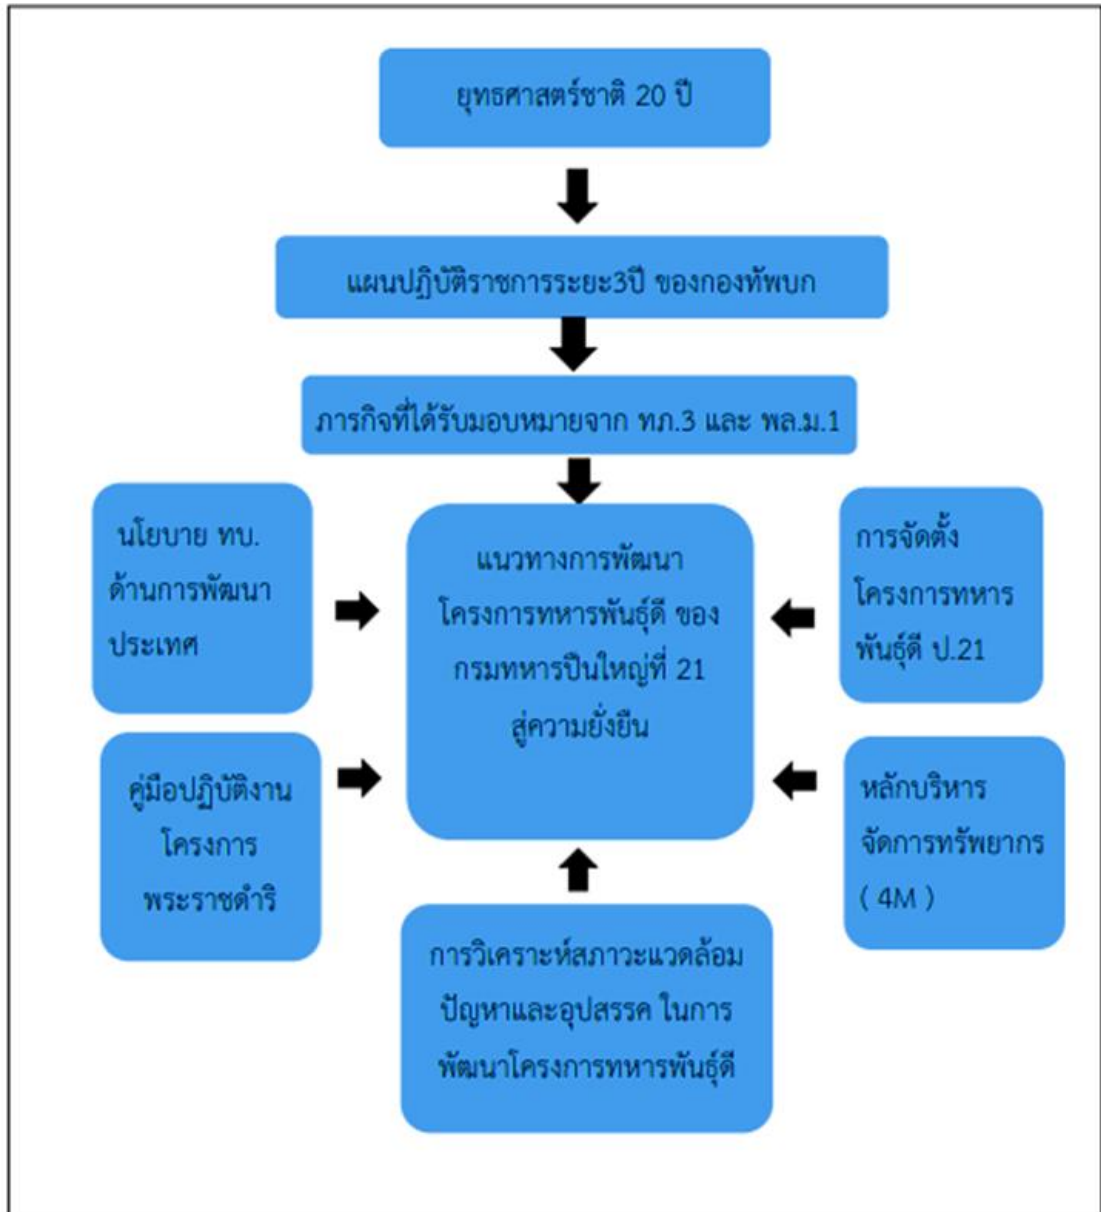 ยุทธศาสตร์ชาติ 20 ปี
แผนปฏิบัติราชการระยะ3ปี ของกองทัพบก
ภารกิจที่ได้รับมอบหมายจาก ทภ.3 และ พล.ม.1
นโยบาย ทบ.
ด้านการพัฒนา
ประเทศ
แนวทางการพัฒนา
โครงการทหารพันธุ์ดี ของ
กรมทหารปืนใหญ่ที่ 21
สู่ความยั่งยืน
การจัดตั้ง
โครงการทหาร
พันธุ์ดี ป.21
คู่มือปฏิบัติงาน
โครงการ
พระราชดำริ
หลักบริหาร
จัดการทรัพยากร
( 4M )
การวิเคราะห์สภาวะแวดล้อม
ปัญหาและอุปสรรค ในการ
พัฒนาโครงการทหารพันธุ์ดี